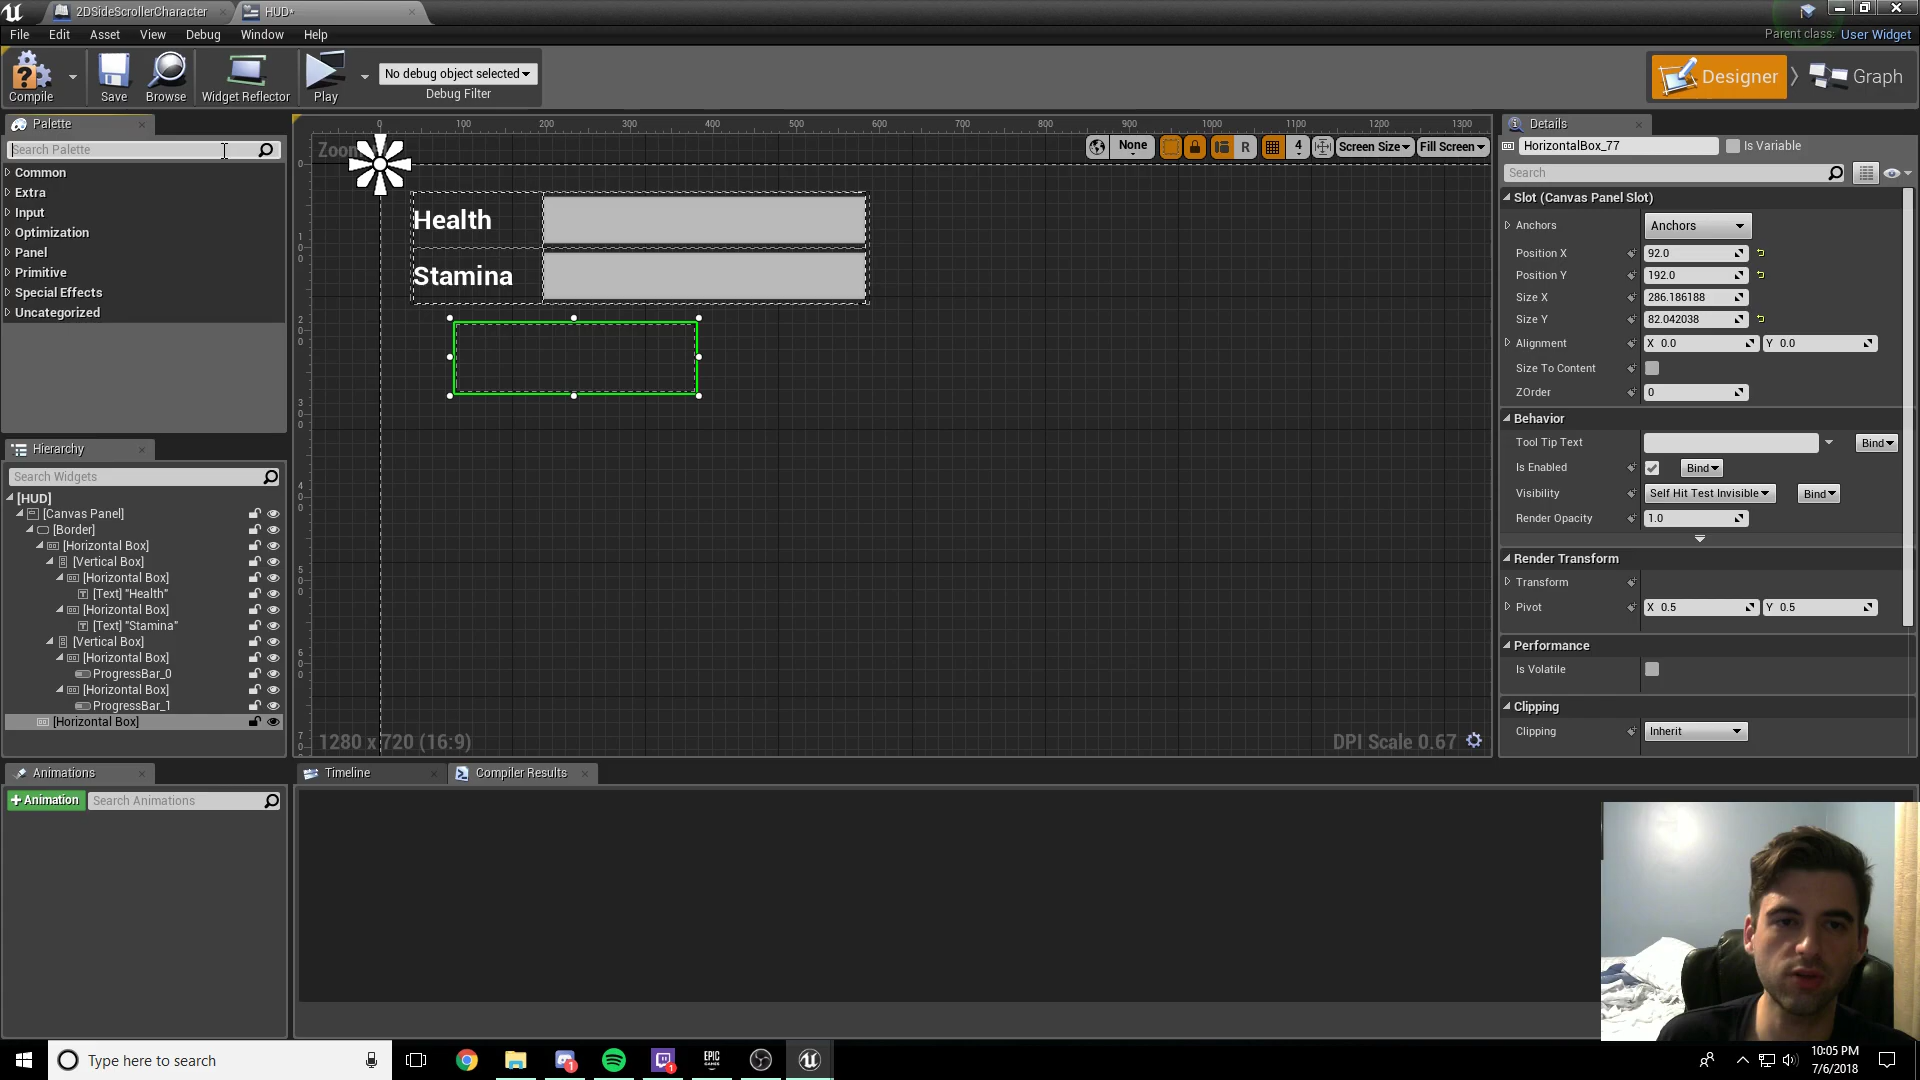 2DSideScrollerCharacter
HUD*
File Edit Asset View Debug Window Help
Parent class: User Widget
Compile Save Browse Widget Reflector Play
No debug object selected
Debug Filter
Designer
Graph
Palette
Search Palette
Common
Extra
Input
Optimization
Panel
Primitive
Special Effects
Uncategorized
Hierarchy
Search Widgets
[HUD]
[Canvas Panel]
[Border]
[Horizontal Box]
[Vertical Box]
[Horizontal Box]
[Text] "Health"
[Horizontal Box]
[Text] "Stamina"
[Vertical Box]
[Horizontal Box]
ProgressBar_0
[Horizontal Box]
ProgressBar_1
[Horizontal Box]
Animations
+Animation
Search Animations
0 100 200 300 400 500 600 700 800 900 1000 1100 1200 1300
None R 4 Screen Size Fill Screen
Health
Stamina
1280 x 720 (16:9)
DPI Scale 0.67
Timeline
Compiler Results
Details
HorizontalBox_77
Is Variable
Search
Slot (Canvas Panel Slot)
Anchors Anchors
Position X 92.0
Position Y 192.0
Size X 286.186188
Size Y 82.042038
Alignment X 0.0 Y 0.0
Size To Content
ZOrder 0
Behavior
Tool Tip Text Bind
Is Enabled Bind
Visibility Self Hit Test Invisible Bind
Render Opacity 1.0
Render Transform
Transform
Pivot X 0.5 Y 0.5
Performance
Is Volatile
Clipping
Clipping Inherit
Type here to search
EPIC
GAMES
10:05 PM
7/6/2018